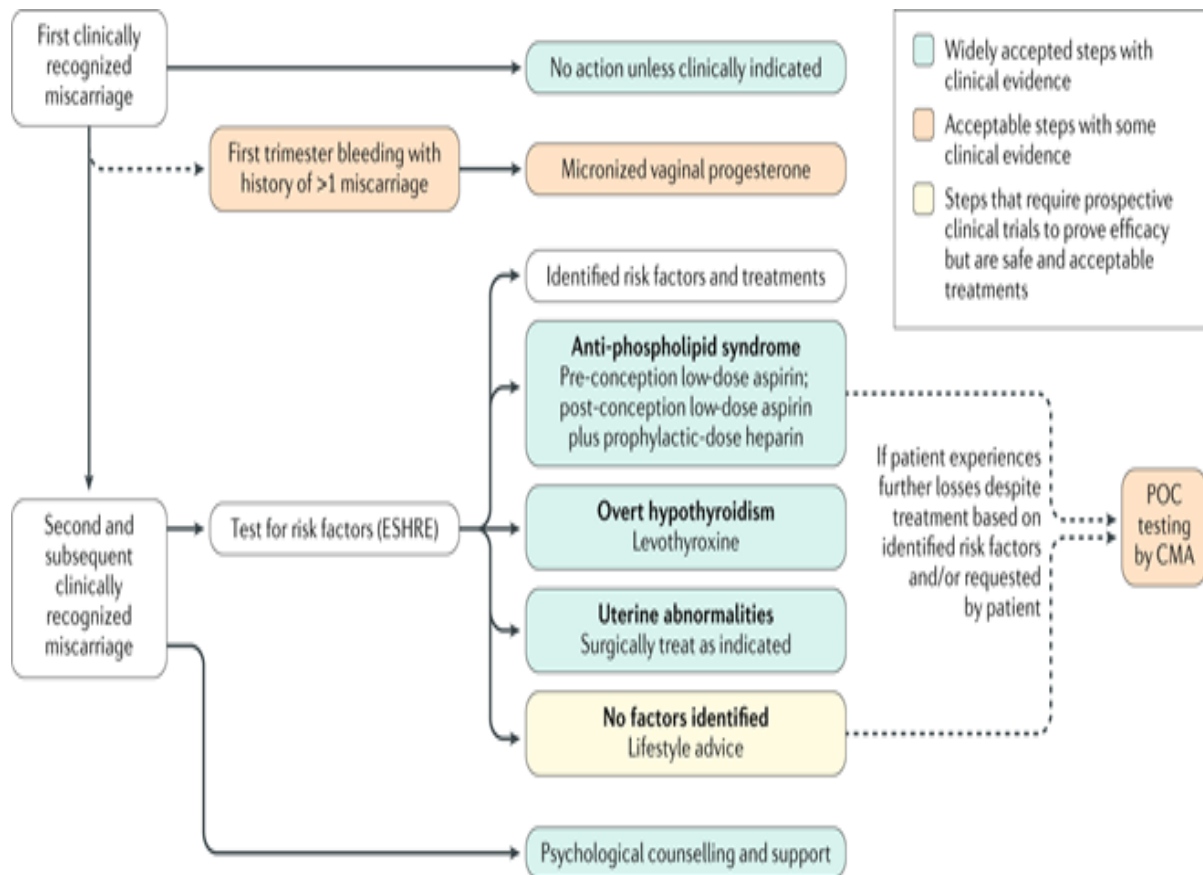 First clinically
recognized
miscarriage
No action unless clinically indicated
First trimester bleeding with
history of >1 miscarriage
Micronized vaginal progesterone
Identified risk factors and treatments
Anti-phospholipid syndrome
Pre-conception low-dose aspirin;
post-conception low-dose aspirin
plus prophylactic-dose heparin
Second and
subsequent
clinically
recognized
miscarriage
Test for risk factors (ESHRE)
Overt hypothyroidism
Levothyroxine
Uterine abnormalities
Surgically treat as indicated
No factors identified
Lifestyle advice
Psychological counselling and support
If patient experiences
further losses despite
treatment based on
identified risk factors
and/or requested
by patient
POC
testing
by CMA
Widely accepted steps with
clinical evidence
Acceptable steps with some
clinical evidence
Steps that require prospective
clinical trials to prove efficacy
but are safe and acceptable
treatments